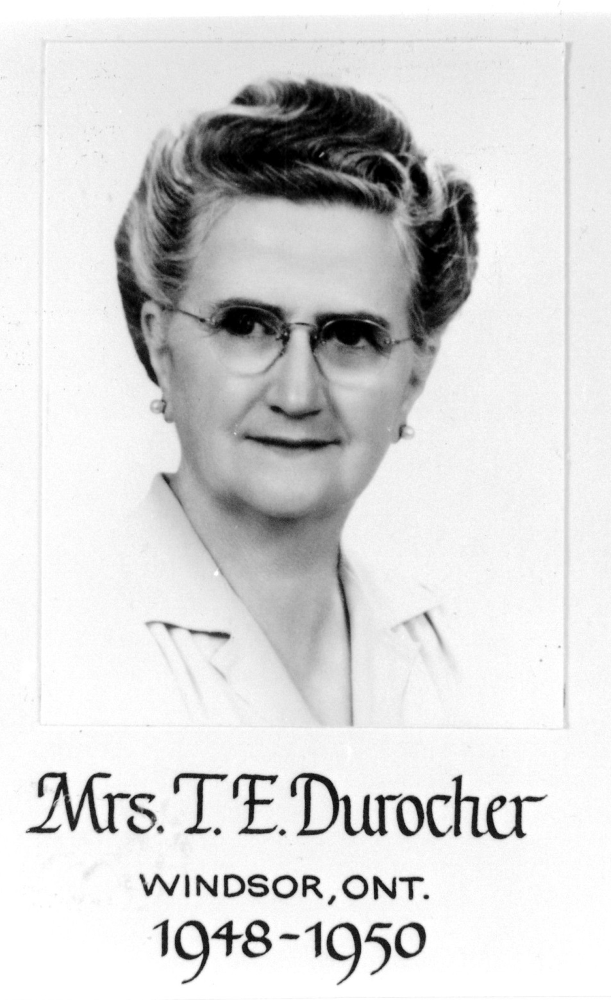 Mrs. T. E. Durocher
WINDSOR, ONT.
1948-1950